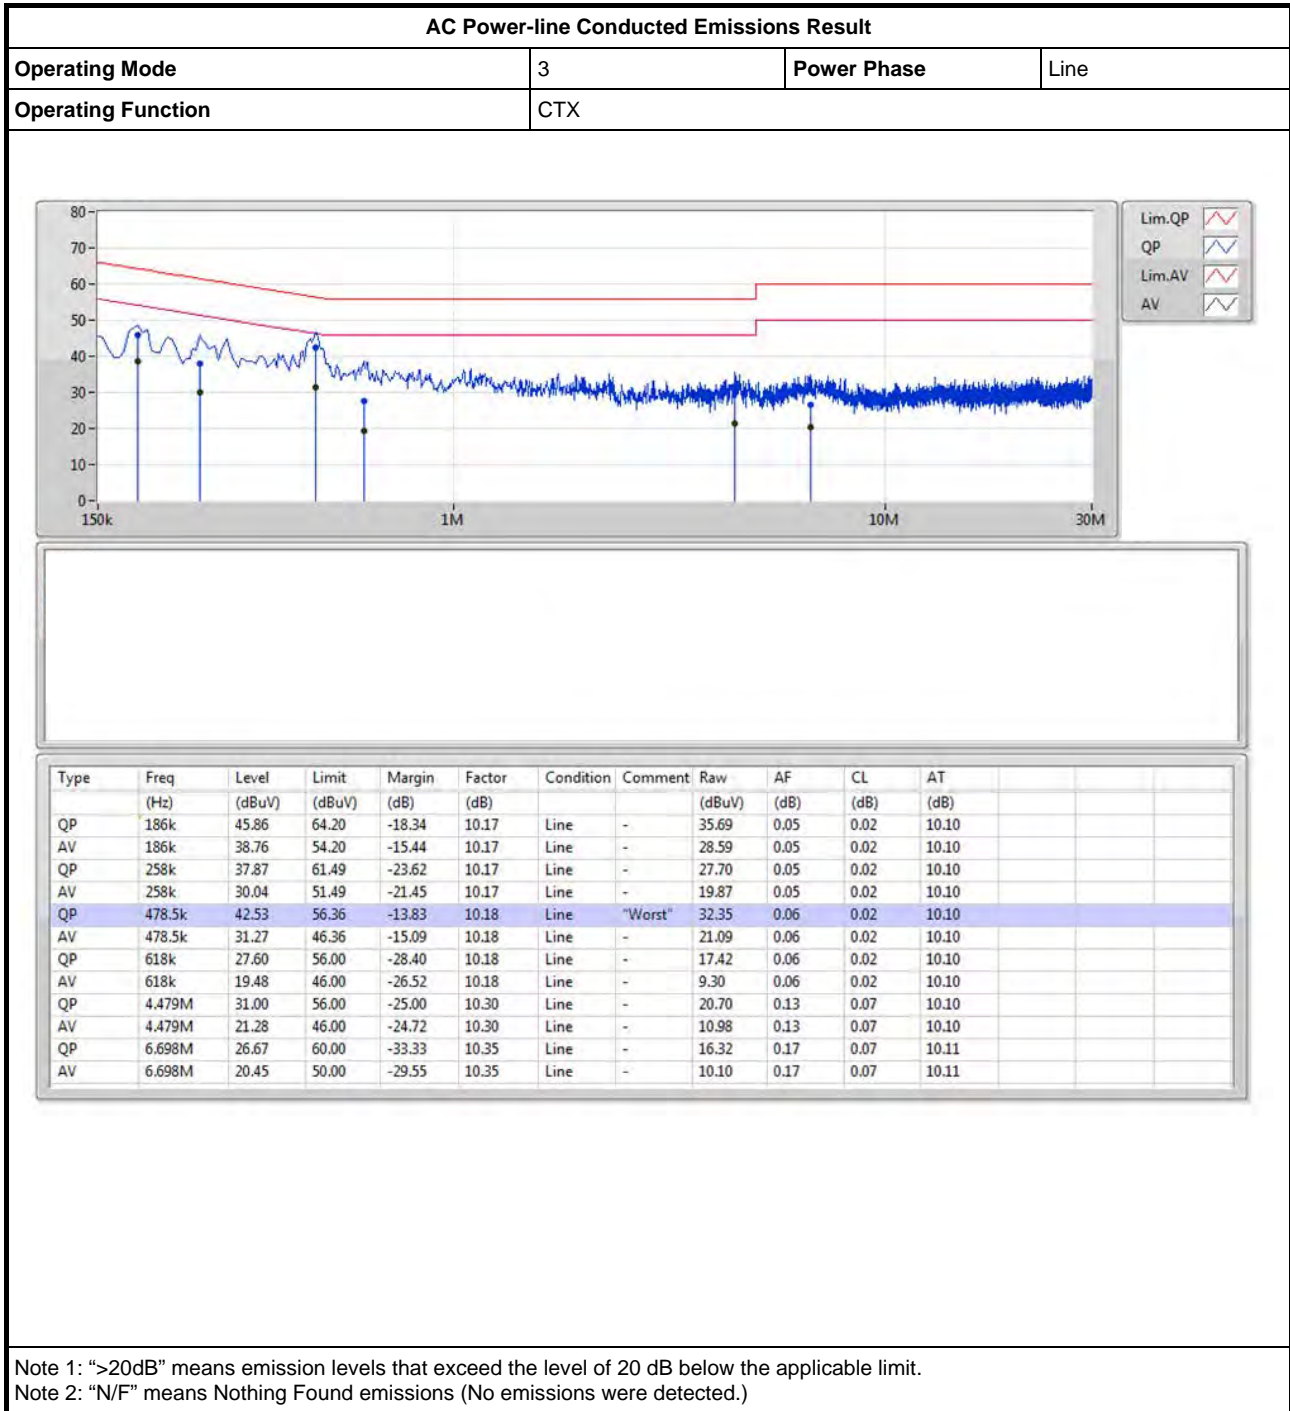 AC Power-line Conducted Emissions Result
Operating Mode 3 Power Phase Line
Operating Function CTX
80
70
60
50
40
30
20
10
0
150k 1M 10M 30M
Lim.QP
QP
Lim.AV
AV
Type Freq Level Limit Margin Factor Condition Comment Raw AF CL AT
(Hz) (dBuV) (dBuV) (dB) (dB) (dBuV) (dB) (dB) (dB)
QP 186k 45.86 64.20 -18.34 10.17 Line - 35.69 0.05 0.02 10.10
AV 186k 38.76 54.20 -15.44 10.17 Line - 28.59 0.05 0.02 10.10
QP 258k 37.87 61.49 -23.62 10.17 Line - 27.70 0.05 0.02 10.10
AV 258k 30.04 51.49 -21.45 10.17 Line - 19.87 0.05 0.02 10.10
QP 478.5k 42.53 56.36 -13.83 10.18 Line "Worst" 32.35 0.06 0.02 10.10
AV 478.5k 31.27 46.36 -15.09 10.18 Line - 21.09 0.06 0.02 10.10
QP 618k 27.60 56.00 -28.40 10.18 Line - 17.42 0.06 0.02 10.10
AV 618k 19.48 46.00 -26.52 10.18 Line - 9.30 0.06 0.02 10.10
QP 4.479M 31.00 56.00 -25.00 10.30 Line - 20.70 0.13 0.07 10.10
AV 4.479M 21.28 46.00 -24.72 10.30 Line - 10.98 0.13 0.07 10.10
QP 6.698M 26.67 60.00 -33.33 10.35 Line - 16.32 0.17 0.07 10.11
AV 6.698M 20.45 50.00 -29.55 10.35 Line - 10.10 0.17 0.07 10.11
Note 1: “>20dB” means emission levels that exceed the level of 20 dB below the applicable limit.
Note 2: “N/F” means Nothing Found emissions (No emissions were detected.)